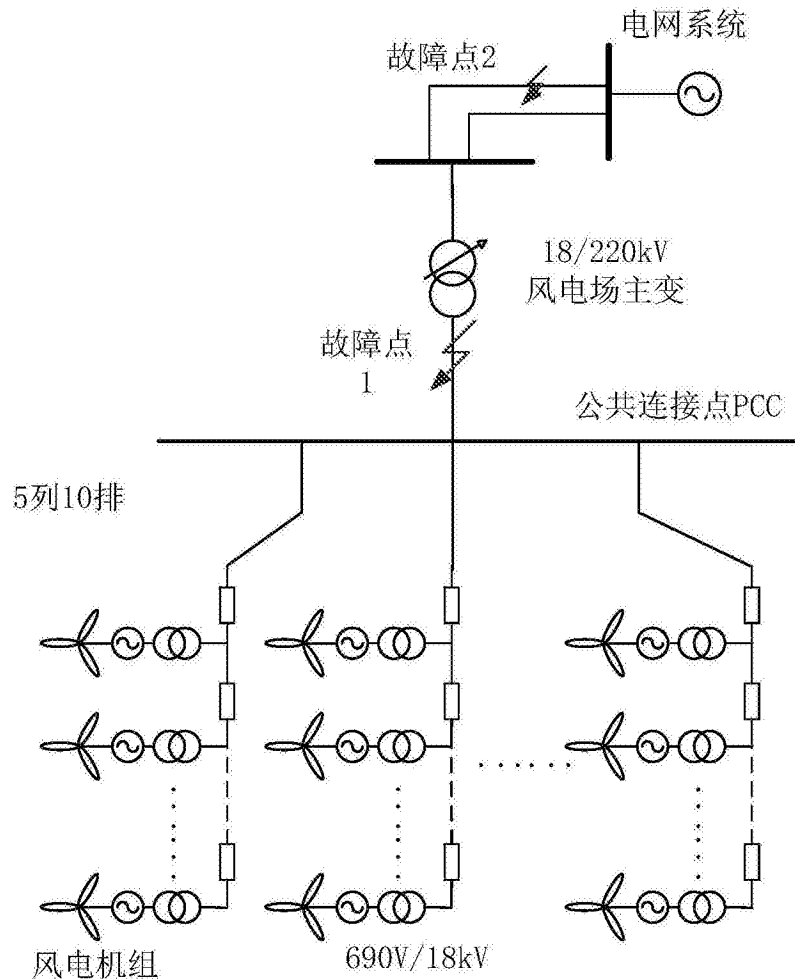 电网系统
故障点2
18/220kV
风电场主变
故障点
1
公共连接点PCC
5列10排
风电机组
690V/18kV